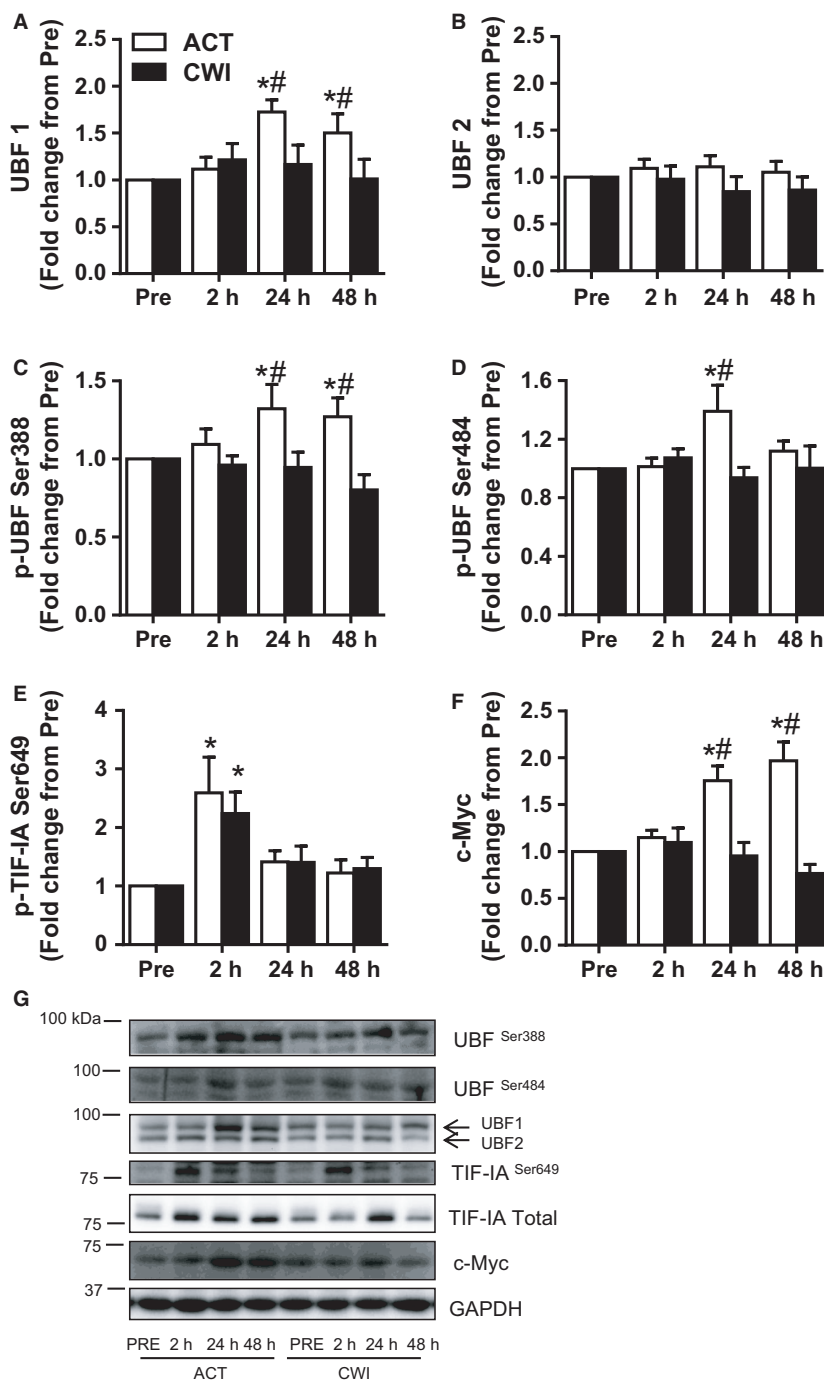 A
2.5
2.0
1.5
1.0
0.5
0.0
UBF 1
(Fold change from Pre)
ACT
CWI
*#
*#
Pre 2 h 24 h 48 h
B
2.5
2.0
1.5
1.0
0.5
0.0
UBF 2
(Fold change from Pre)
Pre 2 h 24 h 48 h
C
1.5
1.0
0.5
0.0
p-UBF Ser388
(Fold change from Pre)
*#
*#
Pre 2 h 24 h 48 h
D
1.6
1.2
0.8
0.4
0.0
p-UBF Ser484
(Fold change from Pre)
*#
Pre 2 h 24 h 48 h
E
4
3
2
1
0
p-TIF-IA Ser649
(Fold change from Pre)
*
*
Pre 2 h 24 h 48 h
F
2.5
2.0
1.5
1.0
0.5
0.0
c-Myc
(Fold change from Pre)
*#
*#
Pre 2 h 24 h 48 h
G
100 kDa
UBF Ser388
100
UBF Ser484
100
UBF1
UBF2
75
TIF-IA Ser649
75
TIF-IA Total
75
c-Myc
37
GAPDH
PRE 2 h 24 h 48 h PRE 2 h 24 h 48 h
ACT CWI